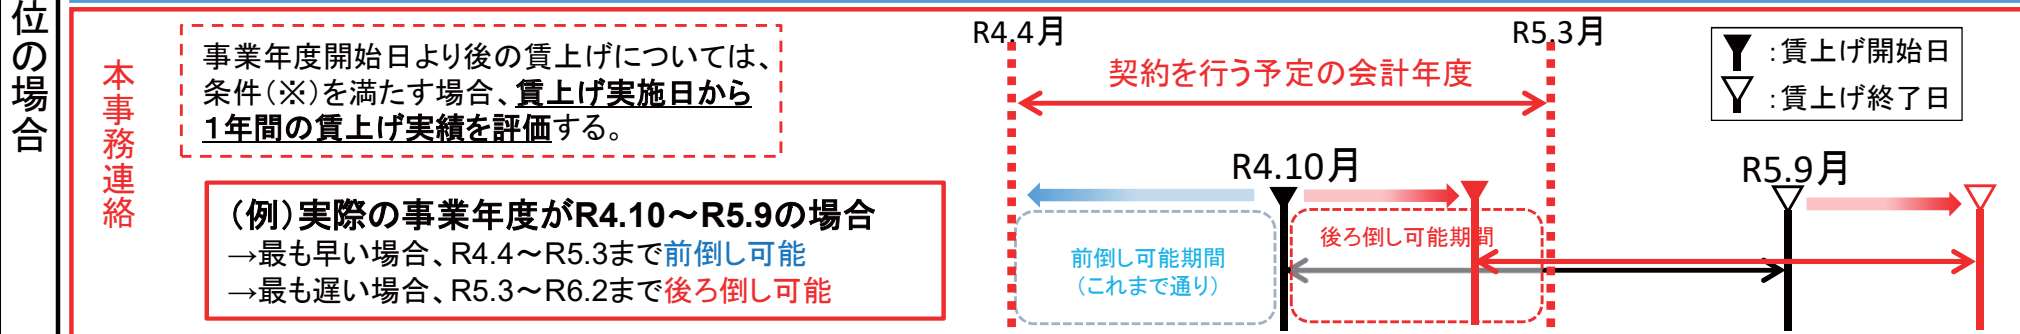 位の場合
本事務連絡
事業年度開始日より後の賃上げについては、
条件(※)を満たす場合、賃上げ実施日から
1年間の賃上げ実績を評価する。
(例)実際の事業年度がR4.10～R5.9の場合
→最も早い場合、R4.4～R5.3まで前倒し可能
→最も遅い場合、R5.3～R6.2まで後ろ倒し可能
R4.4月
R5.3月
契約を行う予定の会計年度
:賃上げ開始日
:賃上げ終了日
R4.10月
R5.9月
前倒し可能期間
(これまで通り)
後ろ倒し可能期間